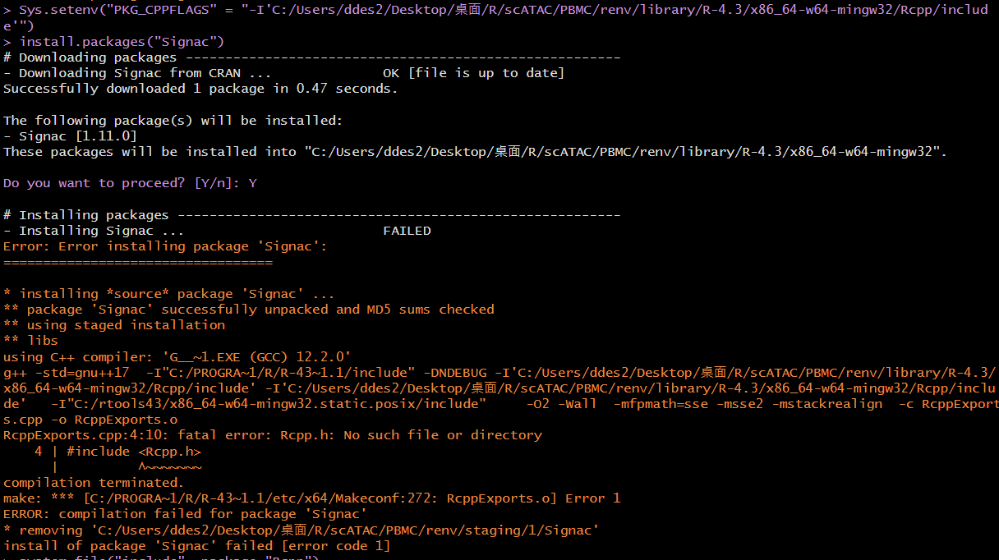 > Sys.setenv("PKG_CPPFLAGS" = "-I'C:/Users/ddes2/Desktop/桌面/R/scATAC/PBMC/renv/library/R-4.3/x86_64-w64-mingw32/Rcpp/includ
e'")
> install.packages("Signac")
# Downloading packages -------------------------------------------------------
- Downloading Signac from CRAN ...              OK [file is up to date]
Successfully downloaded 1 package in 0.47 seconds.
The following package(s) will be installed:
- Signac [1.11.0]
These packages will be installed into "C:/Users/ddes2/Desktop/桌面/R/scATAC/PBMC/renv/library/R-4.3/x86_64-w64-mingw32".
Do you want to proceed? [Y/n]: Y
# Installing packages --------------------------------------------------------
- Installing Signac ...                         FAILED
Error: Error installing package 'Signac':
==================================
* installing *source* package 'Signac' ...
** package 'Signac' successfully unpacked and MD5 sums checked
** using staged installation
** libs
using C++ compiler: 'G__~1.EXE (GCC) 12.2.0'
g++ -std=gnu++17  -I"C:/PROGRA~1/R/R-43~1.1/include" -DNDEBUG -I'C:/Users/ddes2/Desktop/桌面/R/scATAC/PBMC/renv/library/R-4.3/
x86_64-w64-mingw32/Rcpp/include' -I'C:/Users/ddes2/Desktop/桌面/R/scATAC/PBMC/renv/library/R-4.3/x86_64-w64-mingw32/Rcpp/inclu
de'   -I"C:/rtools43/x86_64-w64-mingw32.static.posix/include"     -O2 -Wall  -mfpmath=sse -msse2 -mstackrealign  -c RcppExport
s.cpp -o RcppExports.o
RcppExports.cpp:4:10: fatal error: Rcpp.h: No such file or directory
    4 | #include <Rcpp.h>
      |          ^~~~~~~~
compilation terminated.
make: *** [C:/PROGRA~1/R/R-43~1.1/etc/x64/Makeconf:272: RcppExports.o] Error 1
ERROR: compilation failed for package 'Signac'
* removing 'C:/Users/ddes2/Desktop/桌面/R/scATAC/PBMC/renv/staging/1/Signac'
install of package 'Signac' failed [error code 1]
> system.file("include", package="Rcpp")